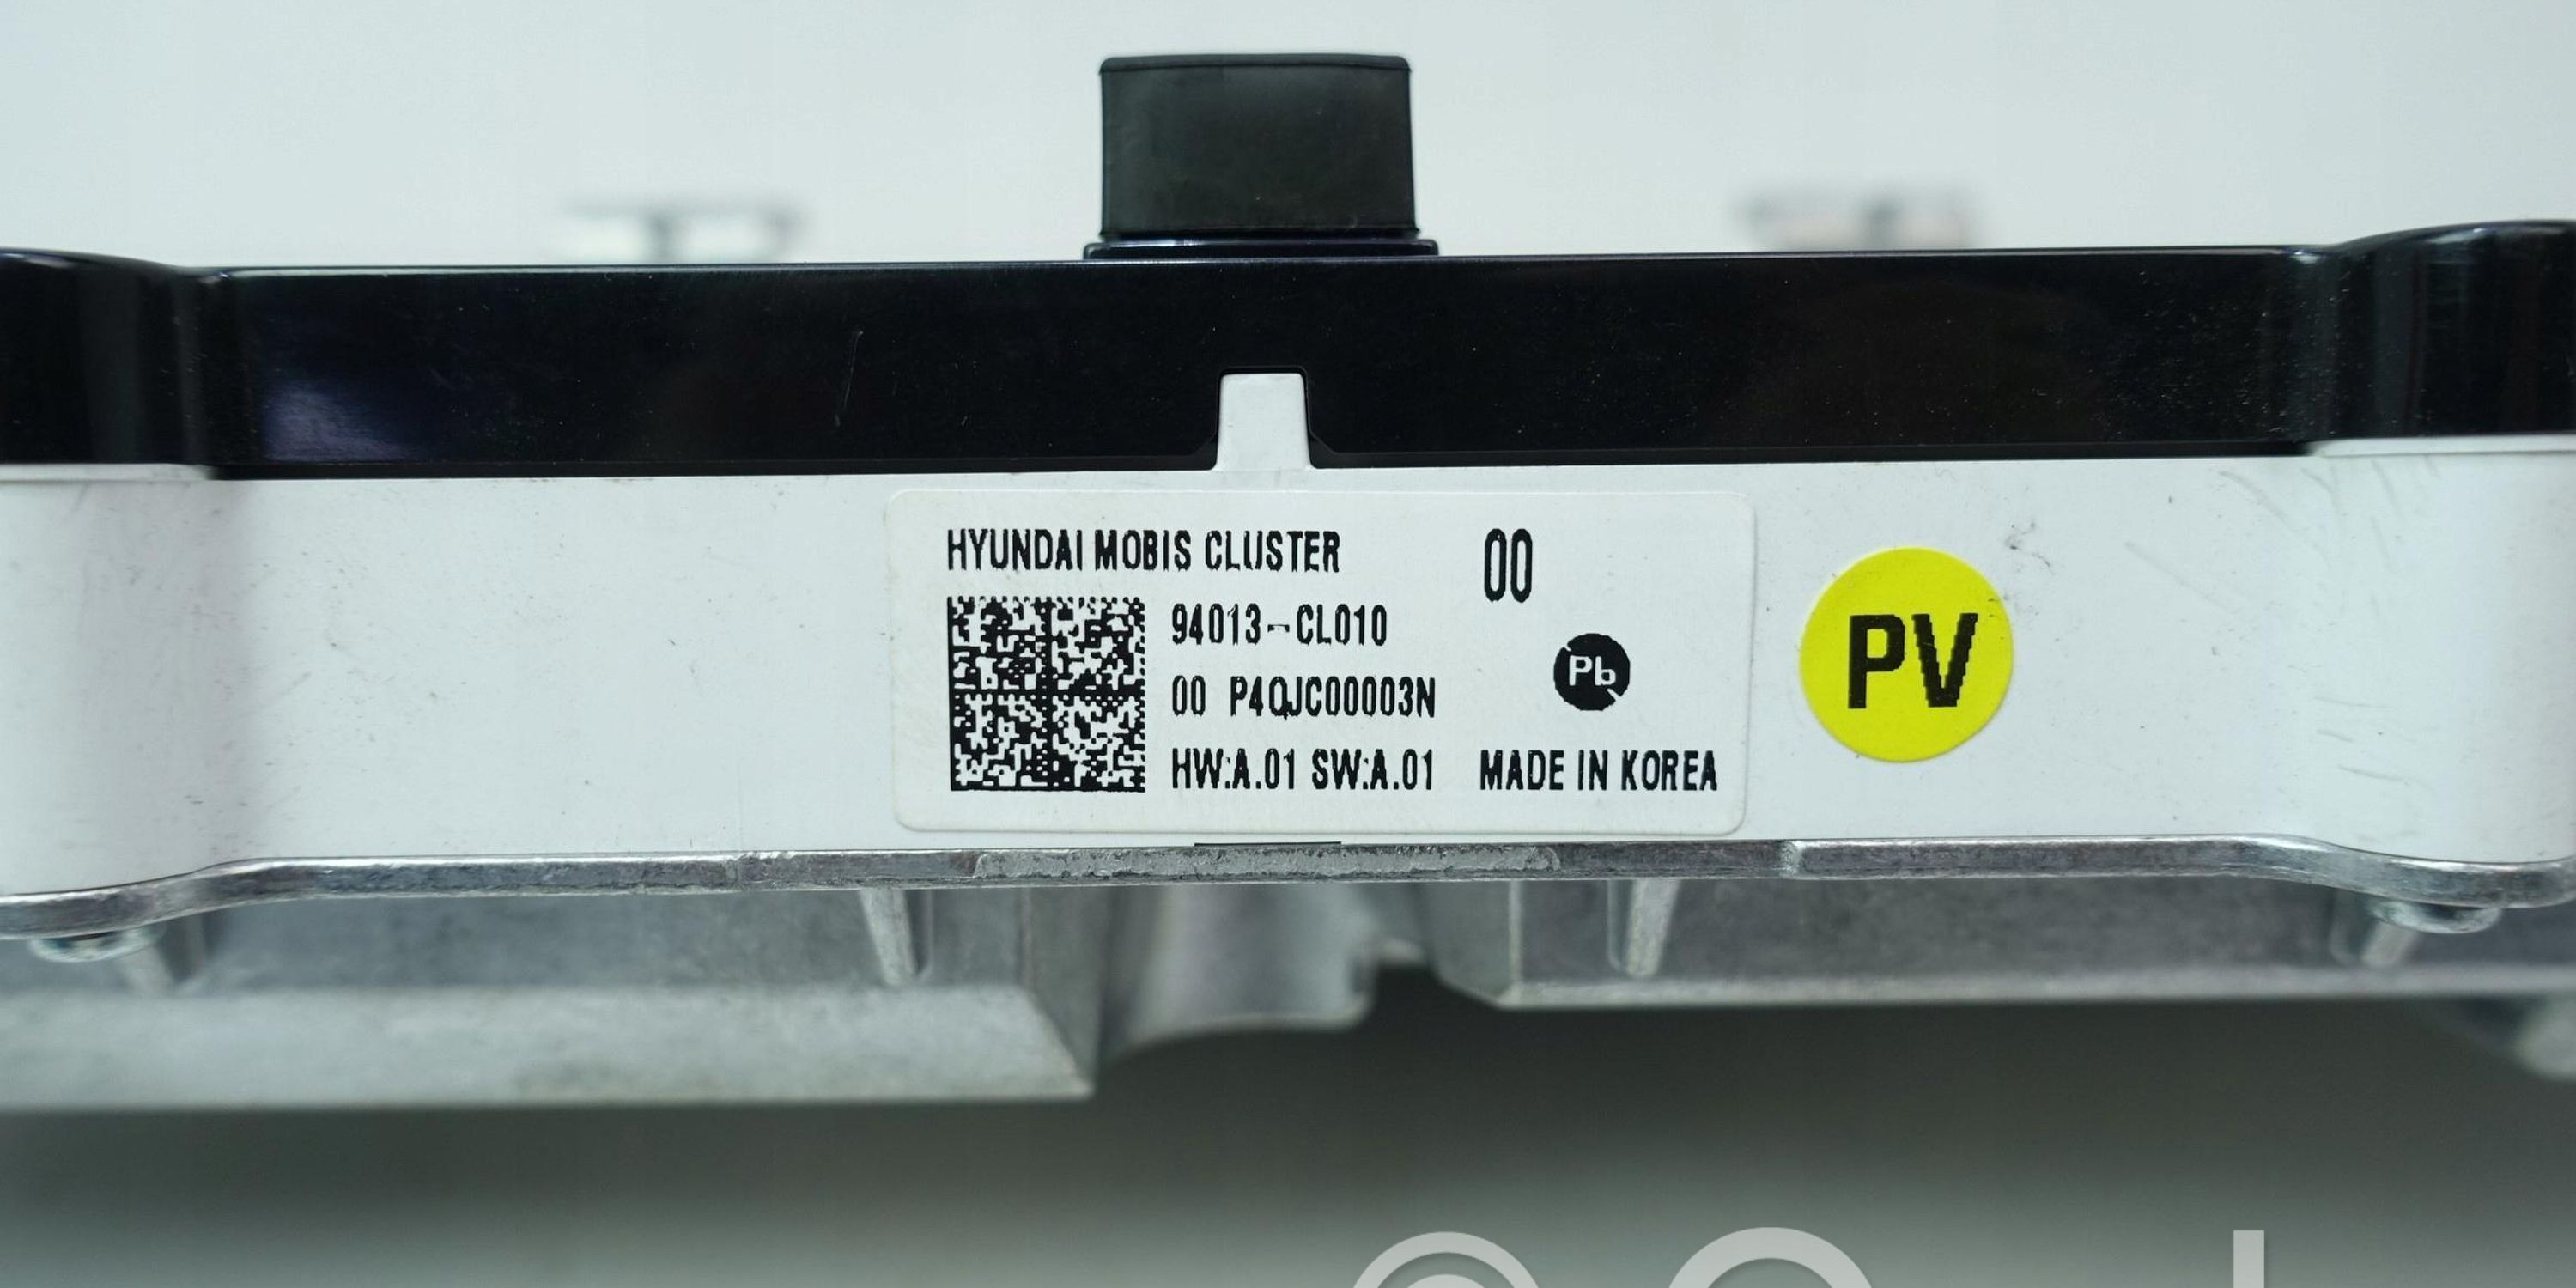 HYUNDAI MOBIS CLUSTER
00
94013-CL010
00 P4QJC00003N
Pb
HW:A.01 SW:A.01
MADE IN KOREA
PV